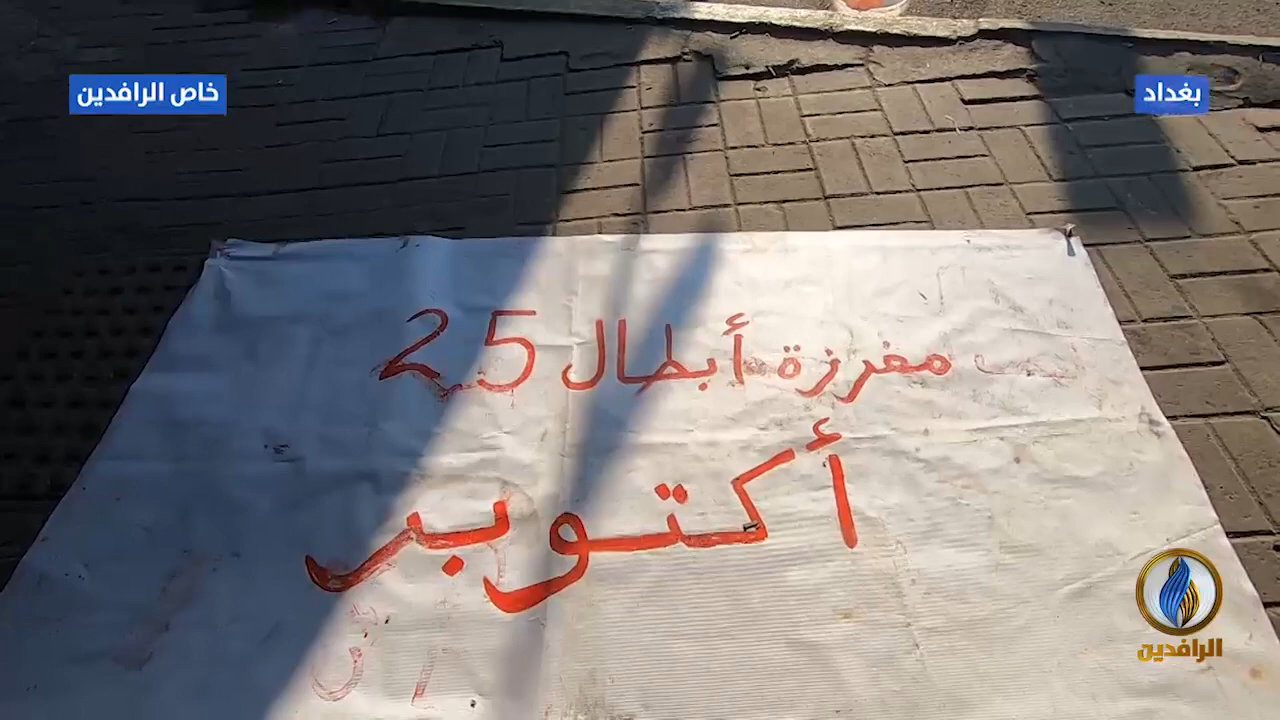 خاص الرافدين
بغداد
مفرزة أبطال 25
أكتوبر
الرافدين